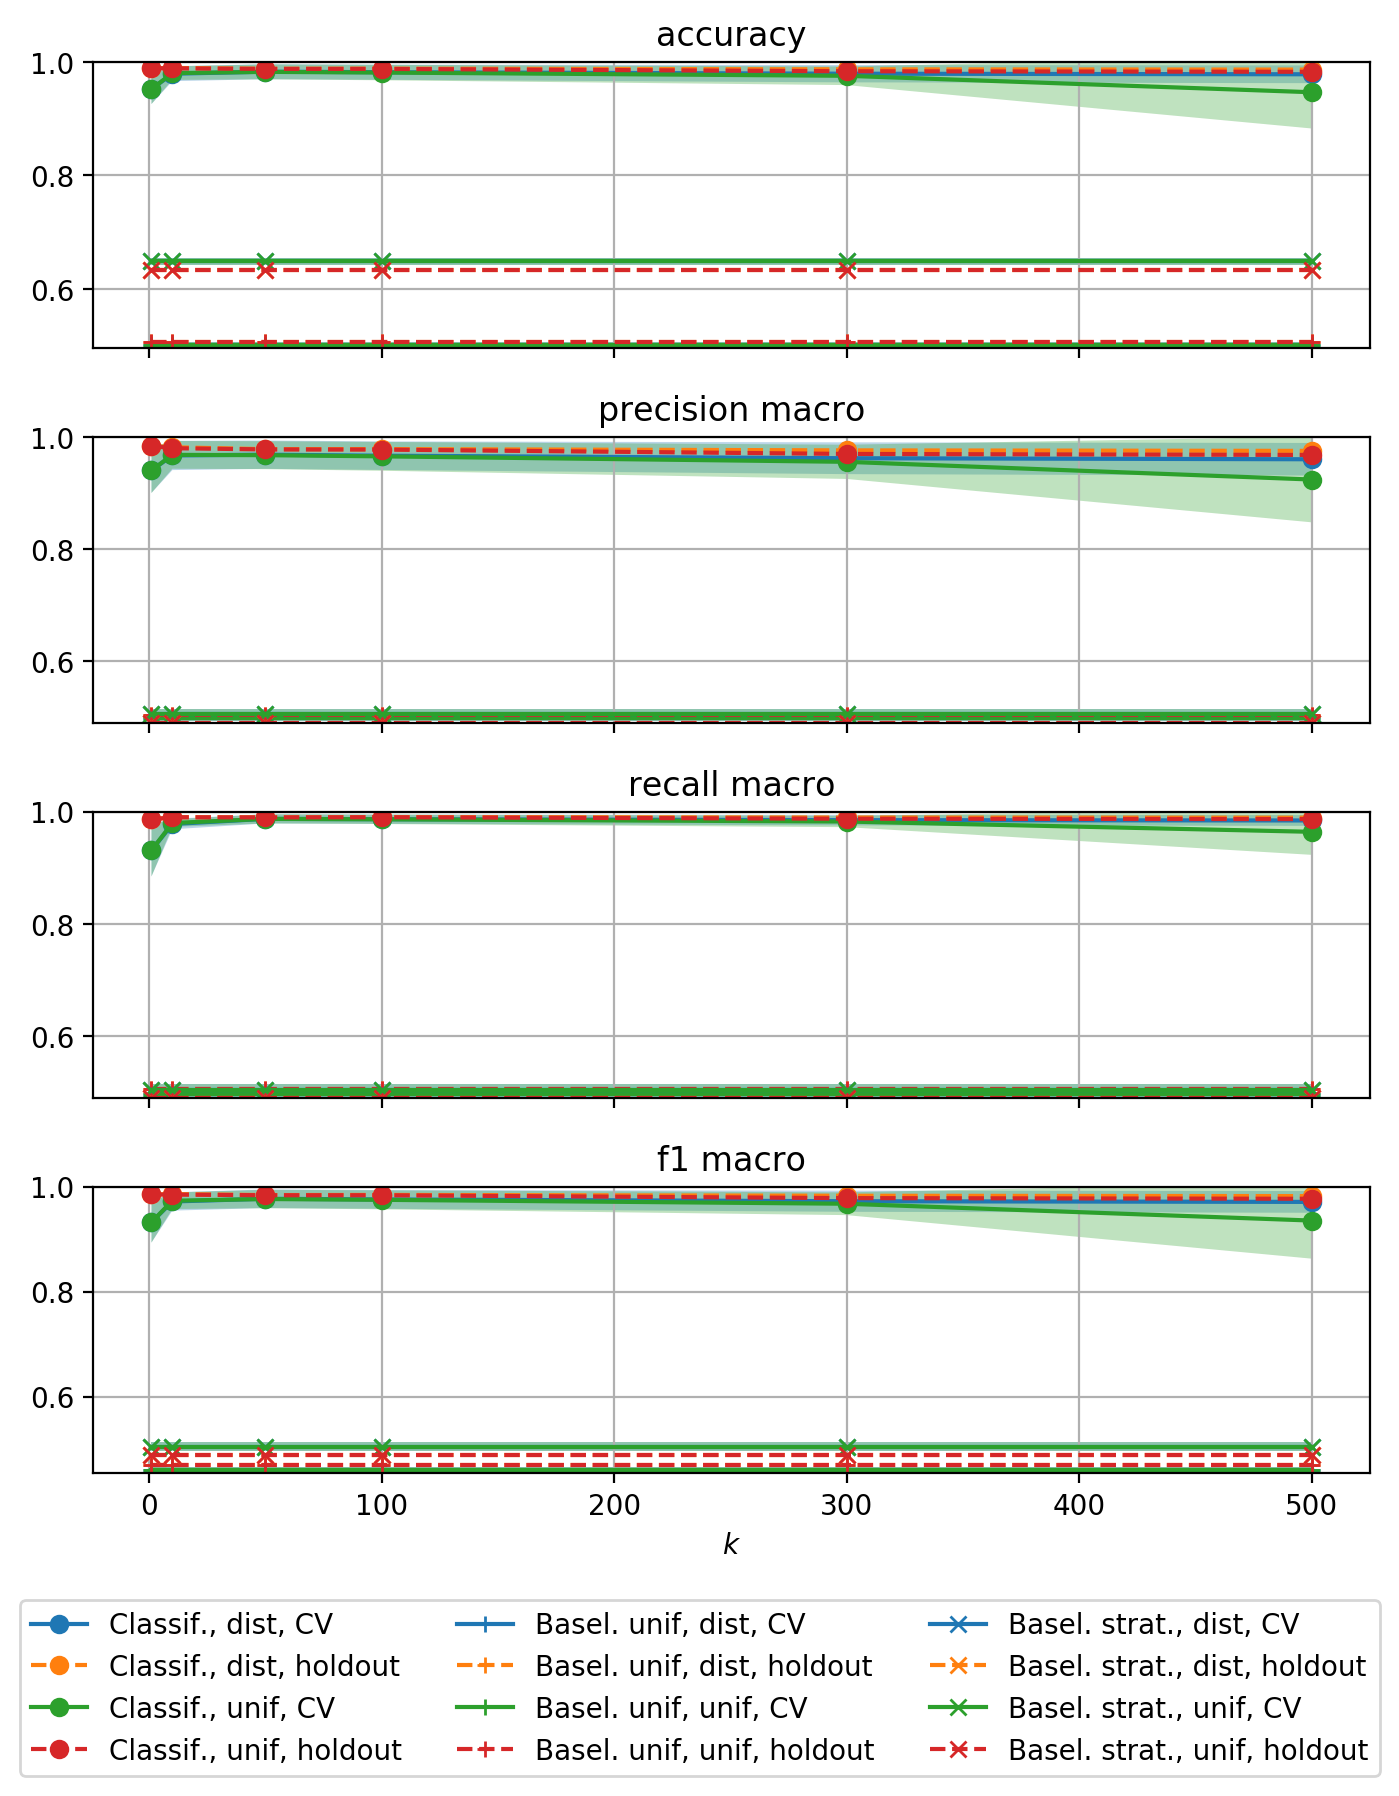 accuracy
1.0
0.8
0.6
precision macro
1.0
0.8
0.6
recall macro
1.0
0.8
0.6
f1 macro
1.0
0.8
0.6
0 100 200 300 400 500
k
Classif., dist, CV Basel. unif, dist, CV Basel. strat., dist, CV
Classif., dist, holdout Basel. unif, dist, holdout Basel. strat., dist, holdout
Classif., unif, CV Basel. unif, unif, CV Basel. strat., unif, CV
Classif., unif, holdout Basel. unif, unif, holdout Basel. strat., unif, holdout